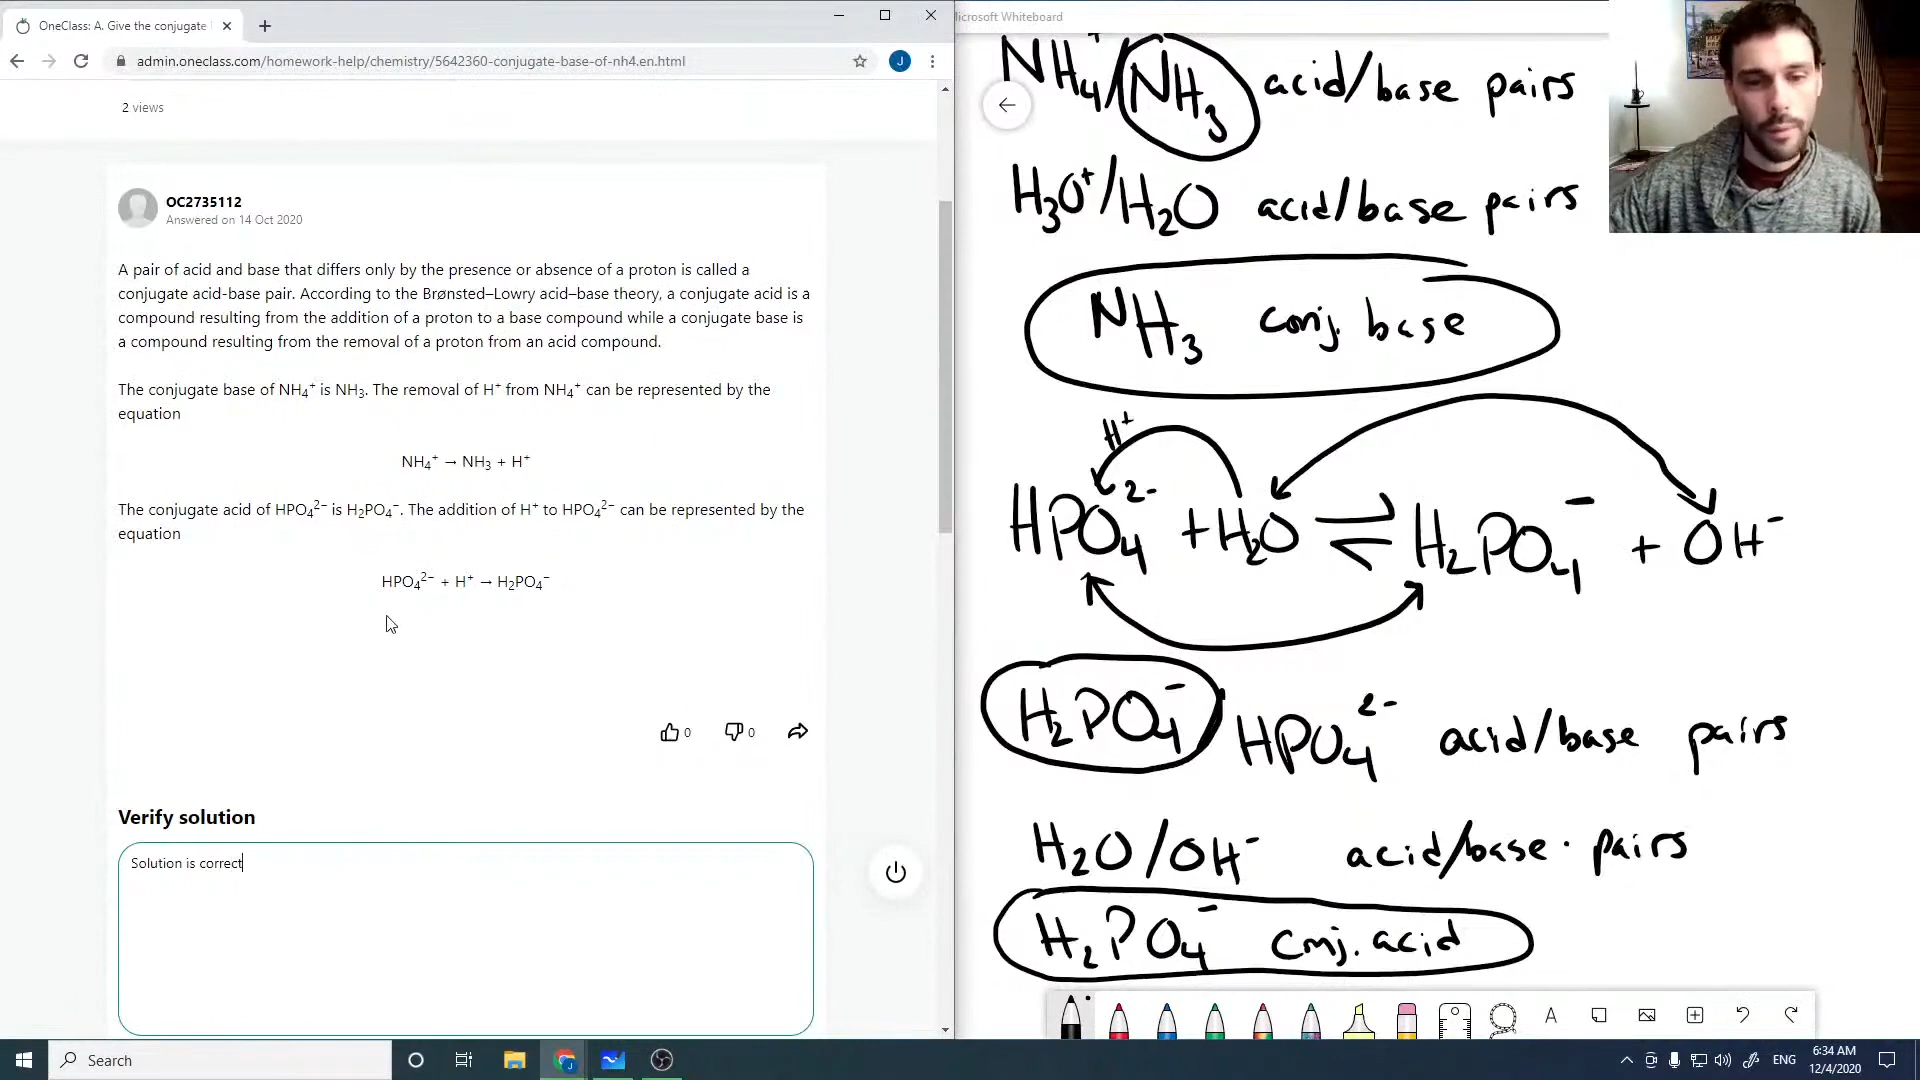 OneClass: A. Give the conjugate
Microsoft Whiteboard
admin.oneclass.com/homework-help/chemistry/5642360-conjugate-base-of-nh4.en.html
J
2 views
OC2735112
Answered on 14 Oct 2020
A pair of acid and base that differs only by the presence or absence of a proton is called a
conjugate acid-base pair. According to the Brønsted–Lowry acid–base theory, a conjugate acid is a
compound resulting from the addition of a proton to a base compound while a conjugate base is
a compound resulting from the removal of a proton from an acid compound.
The conjugate base of NH₄⁺ is NH₃. The removal of H⁺ from NH₄⁺ can be represented by the
equation
NH₄⁺ → NH₃ + H⁺
The conjugate acid of HPO₄²⁻ is H₂PO₄⁻. The addition of H⁺ to HPO₄²⁻ can be represented by the
equation
HPO₄²⁻ + H⁺ → H₂PO₄⁻
0
0
Verify solution
Solution is correct
NH₄⁺/NH₃ acid/base pairs
H₃O⁺/H₂O acid/base pairs
NH₃ conj. base
H⁺
HPO₄²⁻ + H₂O ⇌ H₂PO₄⁻ + OH⁻
H₂PO₄⁻ HPO₄²⁻ acid/base pairs
H₂O/OH⁻ acid/base pairs
H₂PO₄⁻ conj. acid
A
Search
ENG
6:34 AM
12/4/2020